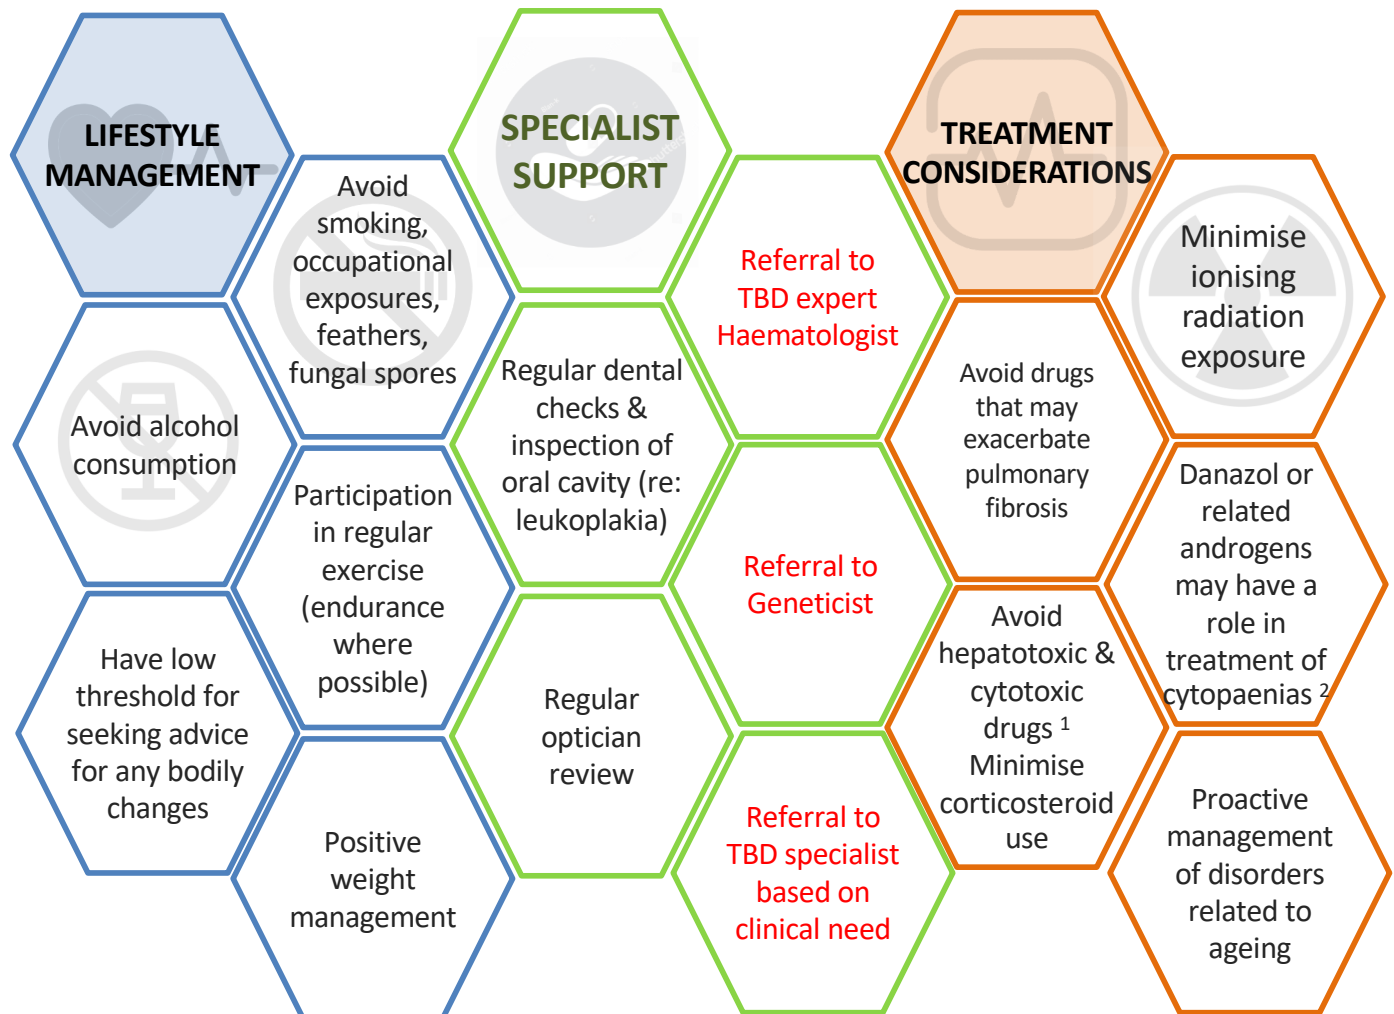 LIFESTYLE
MANAGEMENT
Avoid
smoking,
occupational
exposures,
feathers,
fungal spores
Avoid alcohol
consumption
Participation
in regular
exercise
(endurance
where
possible)
Have low
threshold for
seeking advice
for any bodily
changes
Positive
weight
management
SPECIALIST
SUPPORT
Referral to
TBD expert
Haematologist
Regular dental
checks &
inspection of
oral cavity (re:
leukoplakia)
Referral to
Geneticist
Regular
optician
review
Referral to
TBD specialist
based on
clinical need
TREATMENT
CONSIDERATIONS
Minimise
ionising
radiation
exposure
Avoid drugs
that may
exacerbate
pulmonary
fibrosis
Danazol or
related
androgens
may have a
role in
treatment of
cytopaenias 2
Avoid
hepatotoxic &
cytotoxic
drugs 1
Minimise
corticosteroid
use
Proactive
management
of disorders
related to
ageing